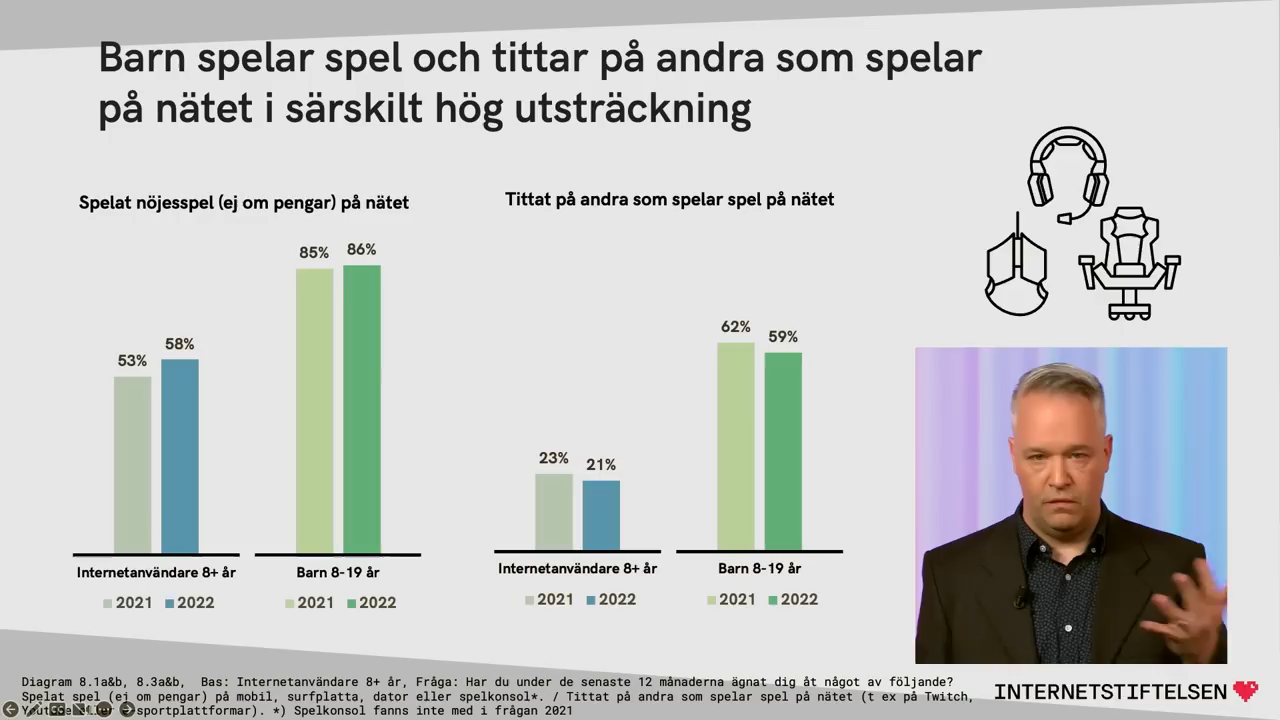 Barn spelar spel och tittar på andra som spelar
på nätet i särskilt hög utsträckning
Spelat nöjesspel (ej om pengar) på nätet
53%
58%
85%
86%
Internetanvändare 8+ år
Barn 8-19 år
2021
2022
2021
2022
Tittat på andra som spelar spel på nätet
23%
21%
62%
59%
Internetanvändare 8+ år
Barn 8-19 år
2021
2022
2021
2022
Diagram 8.1a&b, 8.3a&b, Bas: Internetanvändare 8+ år, Fråga: Har du under de senaste 12 månaderna ägnat dig åt något av följande?
Spelat spel (ej om pengar) på mobil, surfplatta, dator eller spelkonsol*. / Tittat på andra som spelar spel på nätet (t ex på Twitch,
sportplattformar). *) Spelkonsol fanns inte med i frågan 2021
INTERNETSTIFTELSEN